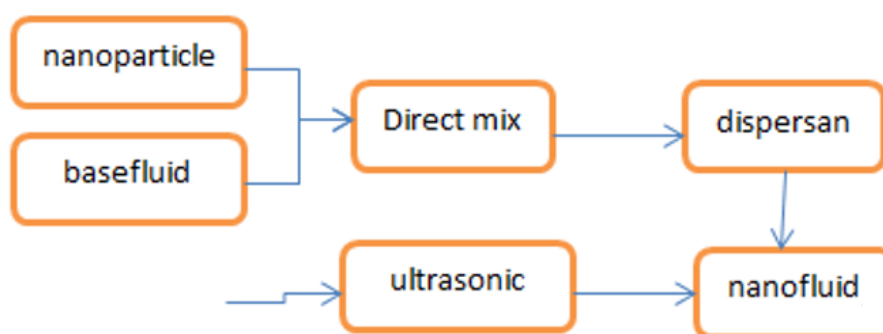 nanoparticle
basefluid
Direct mix
dispersan
ultrasonic
nanofluid